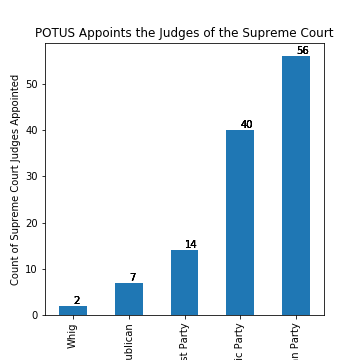 POTUS Appoints the Judges of the Supreme Court
Count of Supreme Court Judges Appointed
50
40
30
20
10
0
2
7
14
40
56
Whig
Party
Party
Party